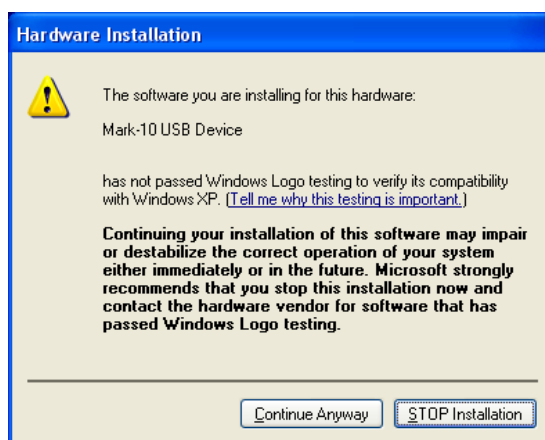 Hardware Installation
The software you are installing for this hardware:
Mark-10 USB Device
has not passed Windows Logo testing to verify its compatibility
with Windows XP. (Tell me why this testing is important.)
Continuing your installation of this software may impair
or destabilize the correct operation of your system
either immediately or in the future. Microsoft strongly
recommends that you stop this installation now and
contact the hardware vendor for software that has
passed Windows Logo testing.
Continue Anyway STOP Installation